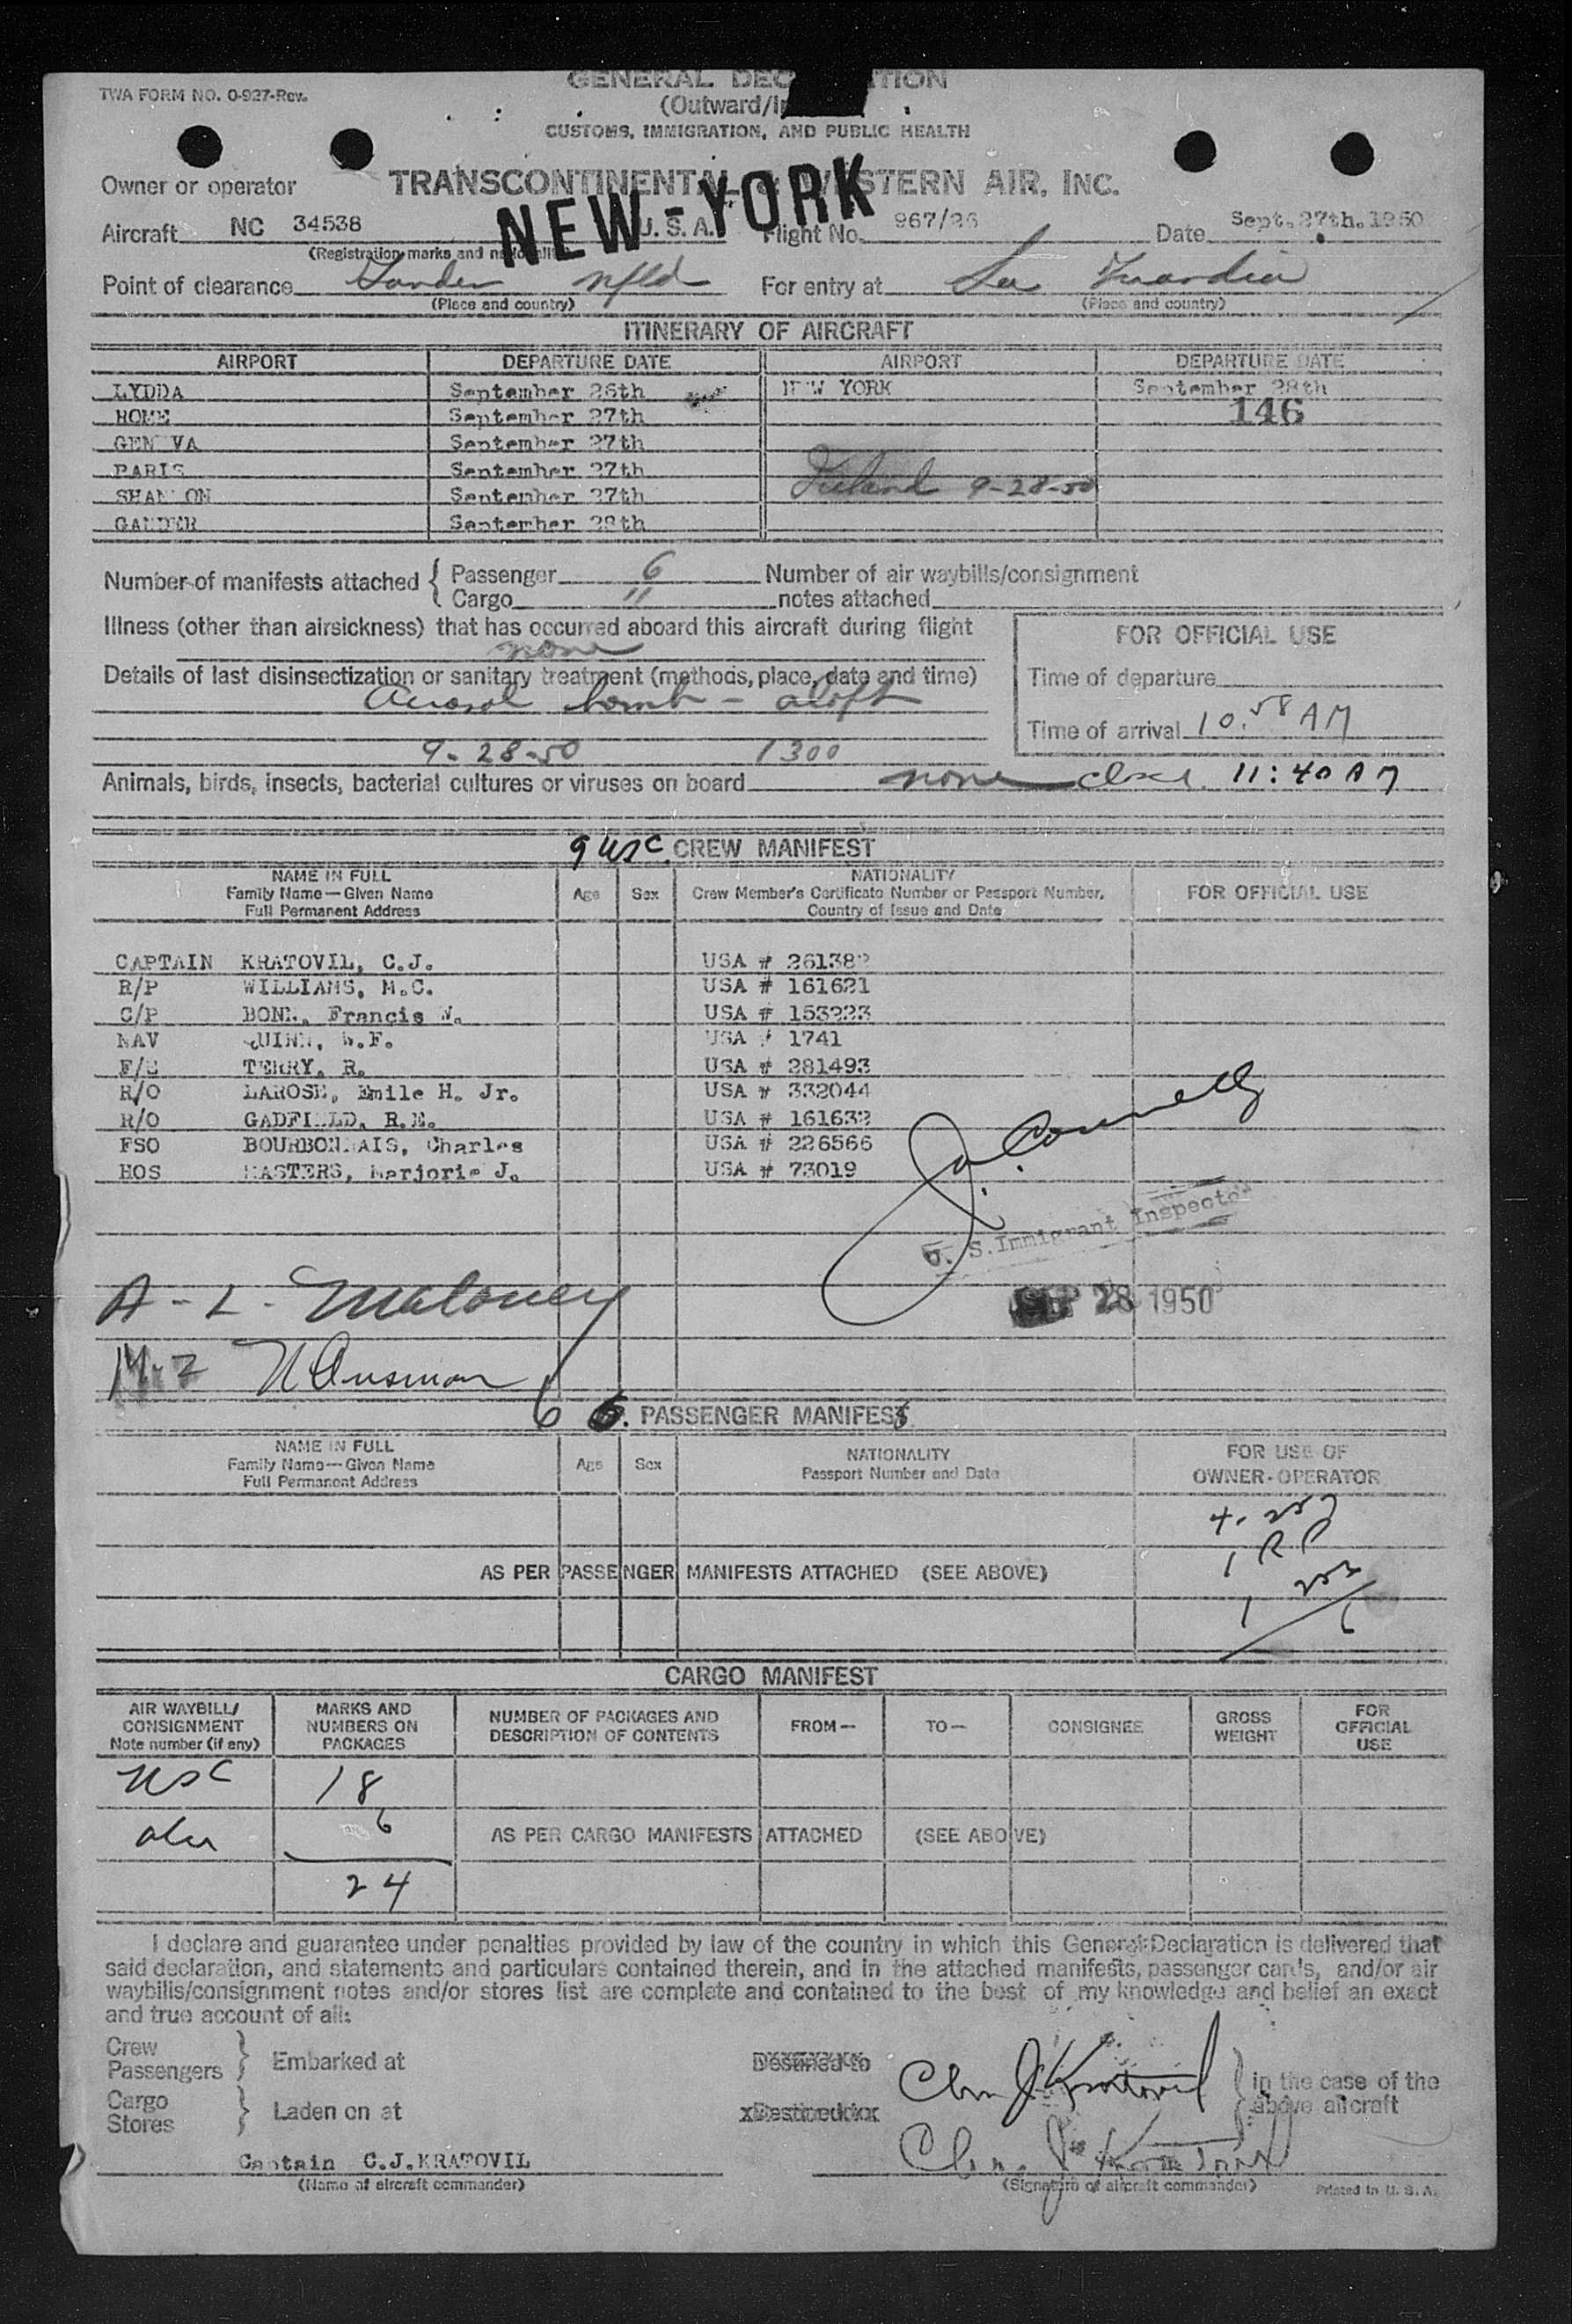 TWA FORM NO. 0-927-Rev.
GENERAL DEC TION
(Outward/In
CUSTOMS, IMMIGRATION, AND PUBLIC HEALTH
Owner or operator TRANSCONTINENTAL & WESTERN AIR, INC.
NEW-YORK
Aircraft NC 34538 U.S.A. Flight No. 967/26 Date Sept. 27th. 1950
(Registration marks and nationality)
Point of clearance Gander Nfld For entry at La Guardia
(Place and country) (Place and country)
ITINERARY OF AIRCRAFT
AIRPORT DEPARTURE DATE AIRPORT DEPARTURE DATE
LYDDA September 26th NEW YORK September 28th
ROME September 27th 146
GENEVA September 27th
PARIS September 27th
SHANNON September 27th 9-28-50
GANDER September 28th
Number of manifests attached { Passenger 6 Number of air waybills/consignment
Cargo 11 notes attached
Illness (other than airsickness) that has occurred aboard this aircraft during flight
none
FOR OFFICIAL USE
Details of last disinsectization or sanitary treatment (methods, place, date and time)
Aerosol bomb - aloft
Time of departure
Time of arrival 10.58 AM
9-28-50 1300
Animals, birds, insects, bacterial cultures or viruses on board none close 11:40 AM
9 USC CREW MANIFEST
NAME IN FULL
Family Name—Given Name
Full Permanent Address
Age Sex
NATIONALITY
Crew Member's Certificate Number or Passport Number,
Country of Issue and Date
FOR OFFICIAL USE
CAPTAIN KRATOVIL, C.J. USA # 261382
R/P WILLIAMS, M.C. USA # 161621
C/P BONN, Francis W. USA # 153223
NAV QUINN, W.F. USA # 1741
F/E TERRY, R. USA # 281493
R/O LAROSE, Emile H. Jr. USA # 332044
R/O GADFIELD, R.E. USA # 161632
FSO BOURBONNAIS, Charles USA # 226566
HOS MASTERS, Marjorie J. USA # 73019
J. A. Connelly
U. S. Immigrant Inspector
A - L - Maloney
SEP 28 1950
6 6. PASSENGER MANIFEST
NAME IN FULL
Family Name—Given Name
Full Permanent Address
Age Sex
NATIONALITY
Passport Number and Date
FOR USE OF
OWNER-OPERATOR
4.
1 RP
AS PER PASSENGER MANIFESTS ATTACHED (SEE ABOVE)
1
6
CARGO MANIFEST
AIR WAYBILL/
CONSIGNMENT
Note number (if any)
MARKS AND
NUMBERS ON
PACKAGES
NUMBER OF PACKAGES AND
DESCRIPTION OF CONTENTS
FROM— TO— CONSIGNEE
GROSS
WEIGHT
FOR
OFFICIAL
USE
USC 18
6 AS PER CARGO MANIFESTS ATTACHED (SEE ABOVE)
24
I declare and guarantee under penalties provided by law of the country in which this General Declaration is delivered that
said declaration, and statements and particulars contained therein, and in the attached manifests, passenger cards, and/or air
waybills/consignment notes and/or stores list are complete and contained to the best of my knowledge and belief an exact
and true account of all:
Crew
Passengers } Embarked at Destined to } in the case of the
above aircraft
Cargo
Stores } Laden on at
Captain C.J.KRATOVIL
(Name of aircraft commander) (Signature of aircraft commander) Printed in U. S. A.